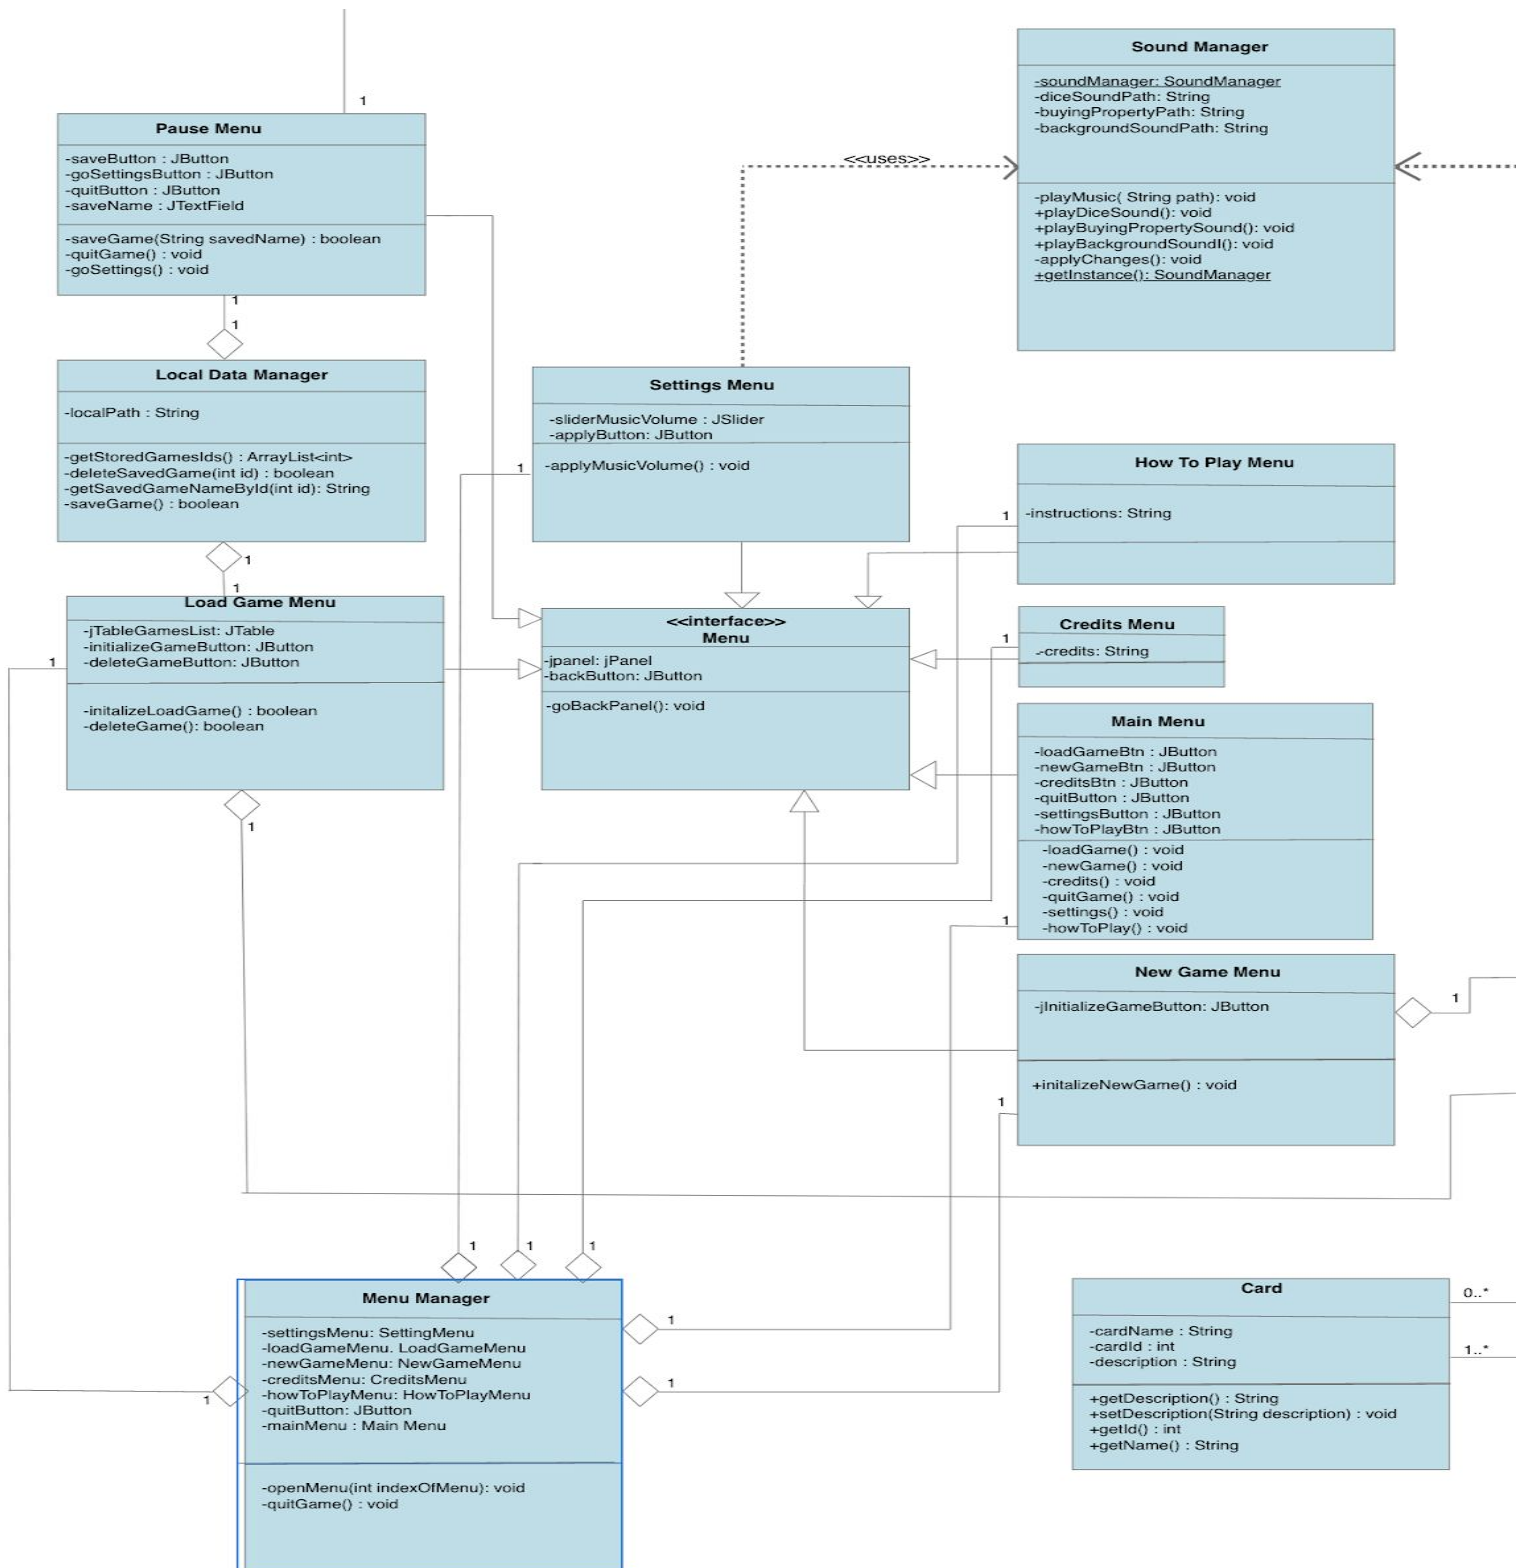 1
Pause Menu
-saveButton : JButton
-goSettingsButton : JButton
-quitButton : JButton
-saveName : JTextField
-saveGame(String savedName) : boolean
-quitGame() : void
-goSettings() : void
1
1
Local Data Manager
-localPath : String
-getStoredGamesIds() : ArrayList<int>
-deleteSavedGame(int id) : boolean
-getSavedGameNameById(int id): String
-saveGame() : boolean
1
1
Load Game Menu
-jTableGamesList: JTable
-initializeGameButton: JButton
-deleteGameButton: JButton
-initalizeLoadGame() : boolean
-deleteGame(): boolean
1
1
Sound Manager
-soundManager: SoundManager
-diceSoundPath: String
-buyingPropertyPath: String
-backgroundSoundPath: String
-playMusic( String path): void
+playDiceSound(): void
+playBuyingPropertySound(): void
+playBackgroundSoundI(): void
-applyChanges(): void
+getInstance(): SoundManager
<<uses>>
Settings Menu
-sliderMusicVolume : JSlider
-applyButton: JButton
-applyMusicVolume() : void
1
How To Play Menu
-instructions: String
1
<<interface>>
Menu
-jpanel: jPanel
-backButton: JButton
-goBackPanel(): void
Credits Menu
--credits: String
1
Main Menu
-loadGameBtn : JButton
-newGameBtn : JButton
-creditsBtn : JButton
-quitButton : JButton
-settingsButton : JButton
-howToPlayBtn : JButton
-loadGame() : void
-newGame() : void
-credits() : void
-quitGame() : void
-settings() : void
-howToPlay() : void
1
New Game Menu
-jInitializeGameButton: JButton
+initalizeNewGame() : void
1
1
1
1
1
Menu Manager
-settingsMenu: SettingMenu
-loadGameMenu. LoadGameMenu
-newGameMenu: NewGameMenu
-creditsMenu: CreditsMenu
-howToPlayMenu: HowToPlayMenu
-quitButton: JButton
-mainMenu : Main Menu
-openMenu(int indexOfMenu): void
-quitGame() : void
1
1
1
Card
-cardName : String
-cardId : int
-description : String
+getDescription() : String
+setDescription(String description) : void
+getId() : int
+getName() : String
0..*
1..*